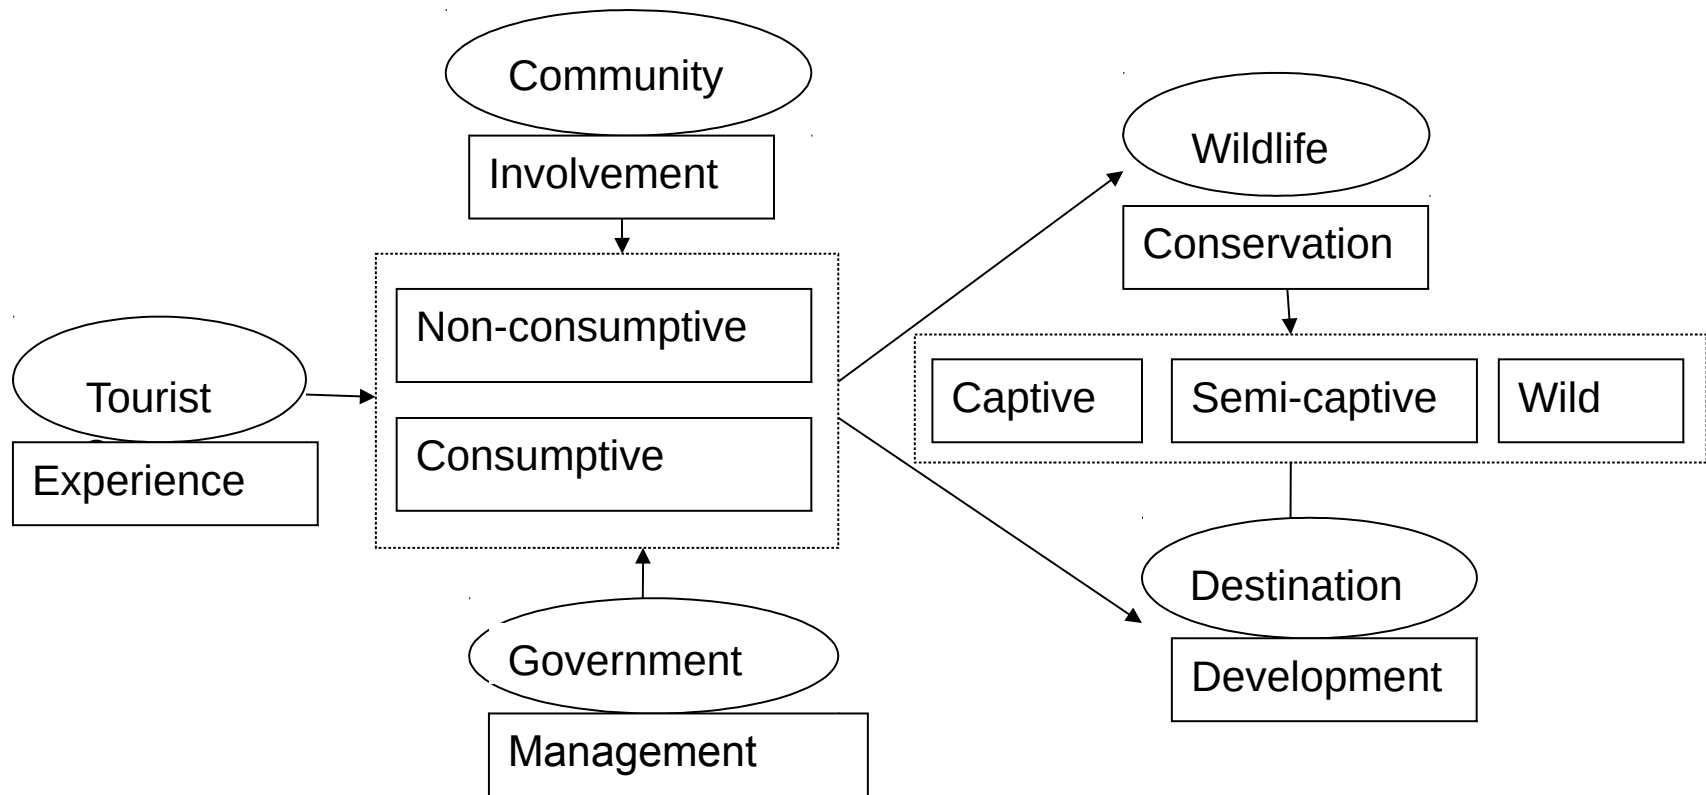 Community
Involvement
Wildlife
Conservation
Non-consumptive
Consumptive
Tourist
Experience
Captive
Semi-captive
Wild
Government
Management
Destination
Development